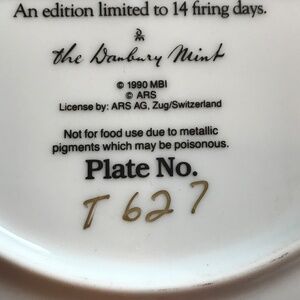 An edition limited to 14 firing days.
The Danbury Mint
© 1990 MBI
© ARS
License by: ARS AG, Zug/Switzerland
Not for food use due to metallic
pigments which may be poisonous.
Plate No.
T 627